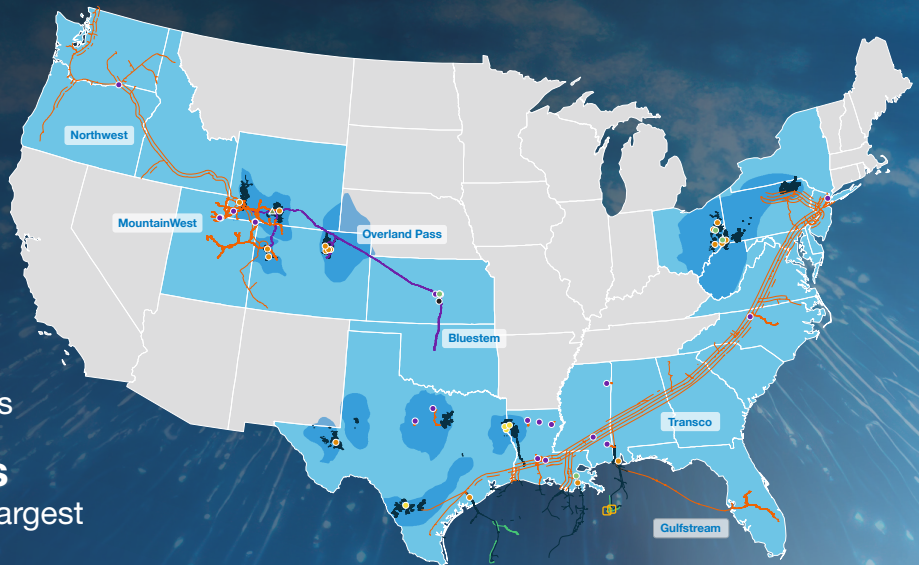 Northwest
MountainWest
Overland Pass
Bluestem
s
Transco
s
argest
Gulfstream